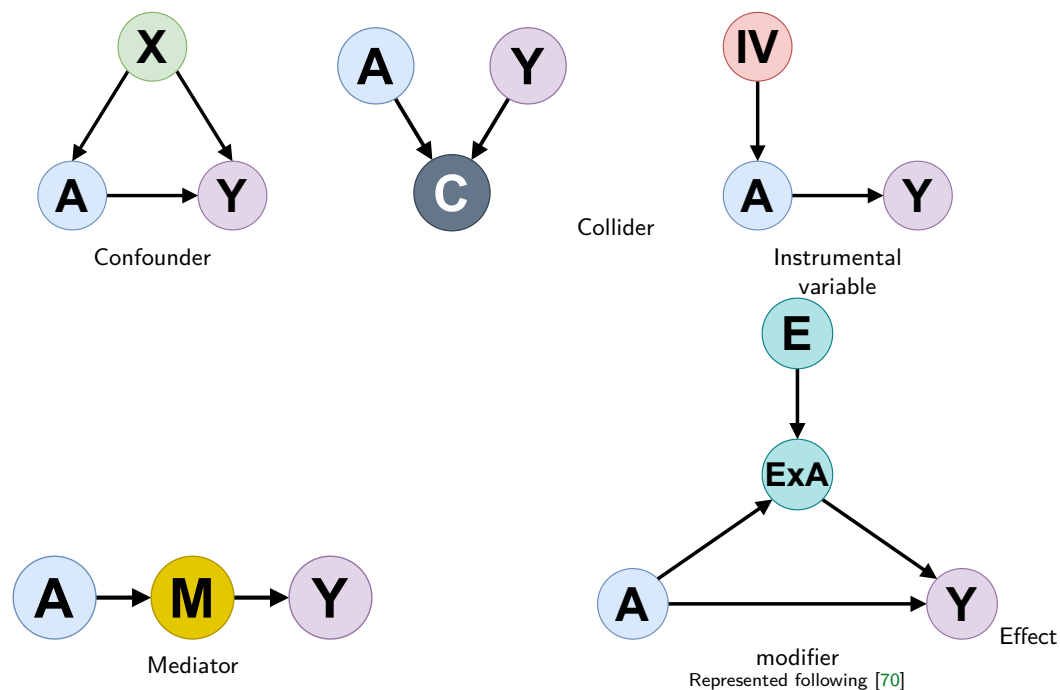 X
A
Y
Confounder
A
Y
C
Collider
IV
A
Y
Instrumental
variable
A
M
Y
Mediator
E
ExA
A
Y
Effect
modifier
Represented following [70]